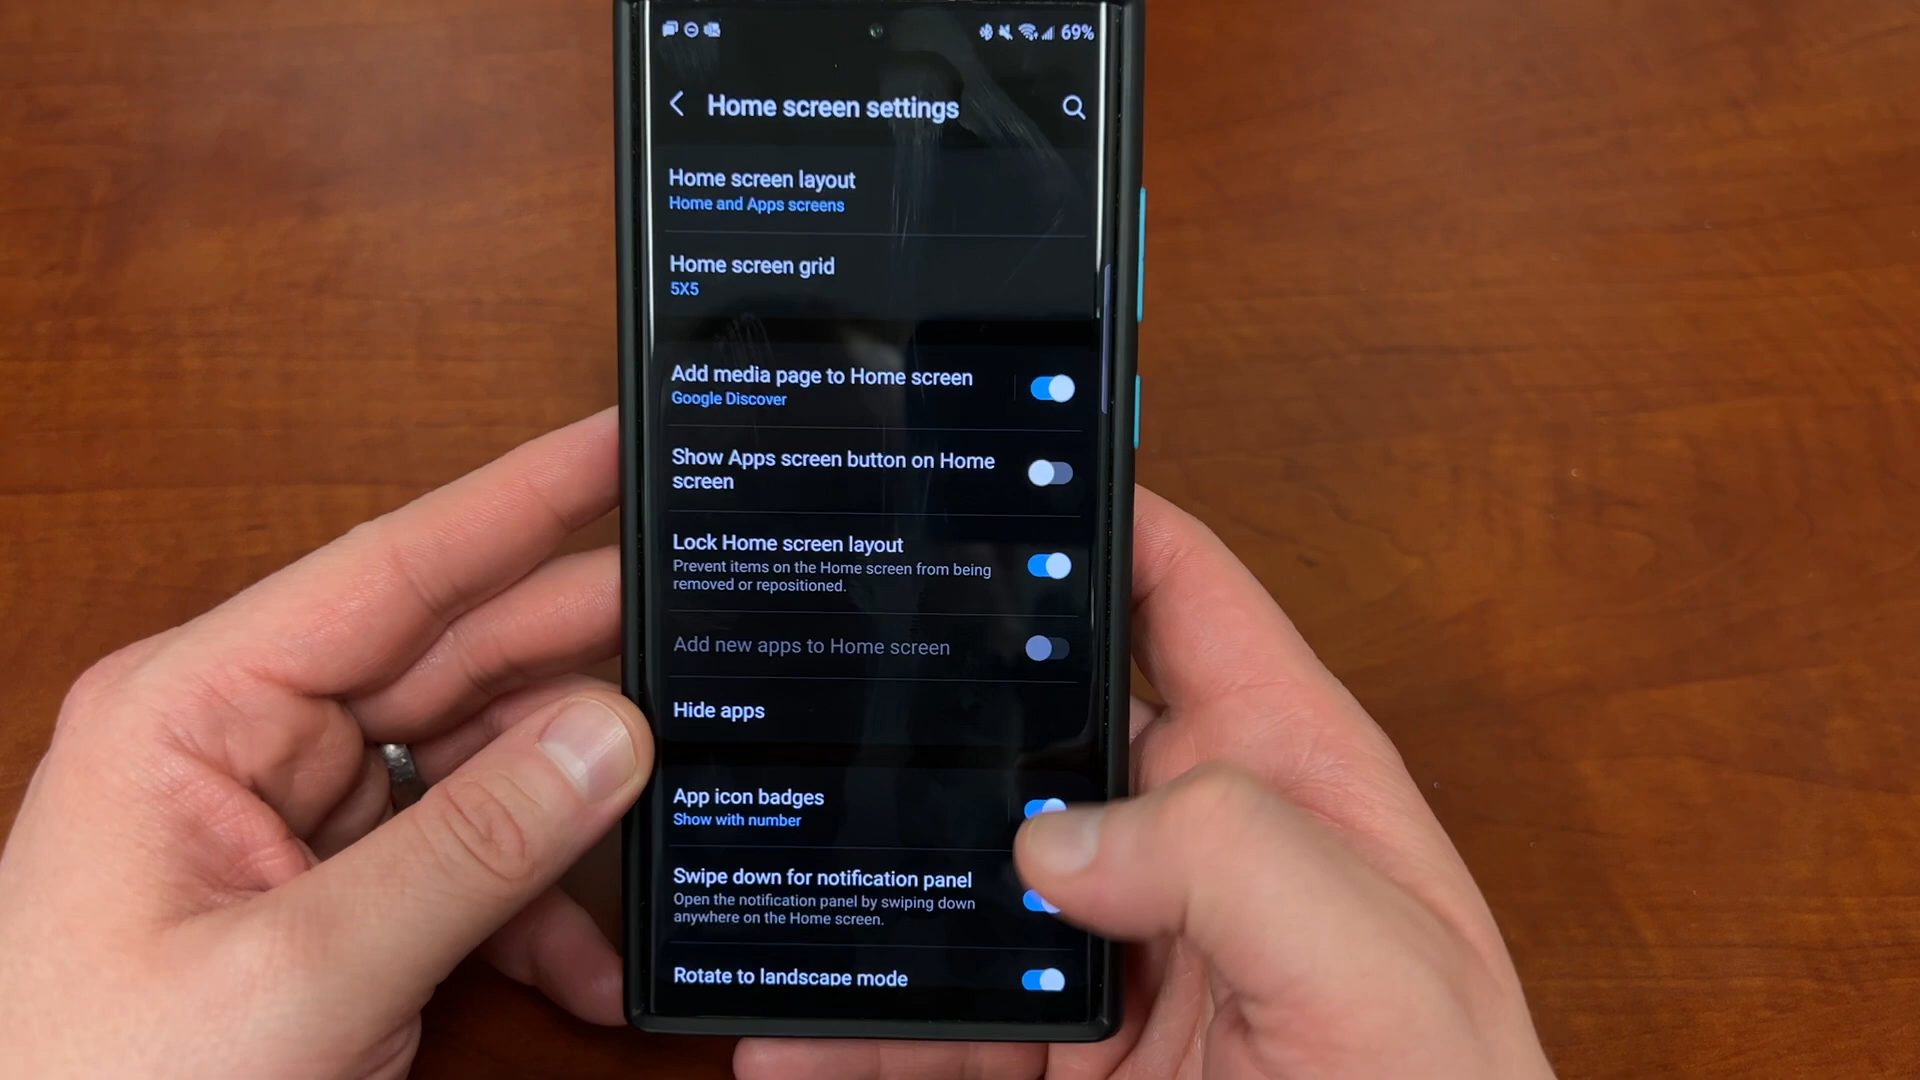 69%
Home screen settings
Home screen layout
Home and Apps screens
Home screen grid
5X5
Add media page to Home screen
Google Discover
Show Apps screen button on Home
screen
Lock Home screen layout
Prevent items on the Home screen from being
removed or repositioned.
Add new apps to Home screen
Hide apps
App icon badges
Show with number
Swipe down for notification panel
Open the notification panel by swiping down
anywhere on the Home screen.
Rotate to landscape mode